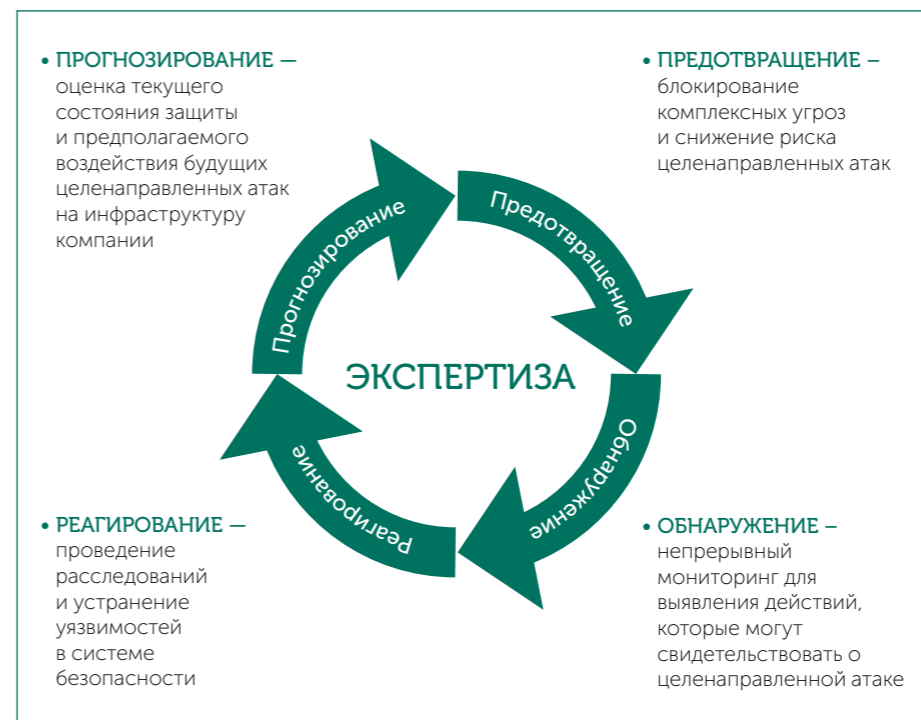 • ПРОГНОЗИРОВАНИЕ —
оценка текущего
состояния защиты
и предполагаемого
воздействия будущих
целенаправленных атак
на инфраструктуру
компании
• ПРЕДОТВРАЩЕНИЕ –
блокирование
комплексных угроз
и снижение риска
целенаправленных атак
Прогнозирование
Предотвращение
ЭКСПЕРТИЗА
Реагирование
Обнаружение
• РЕАГИРОВАНИЕ —
проведение
расследований
и устранение
уязвимостей
в системе
безопасности
• ОБНАРУЖЕНИЕ –
непрерывный
мониторинг для
выявления действий,
которые могут
свидетельствовать о
целенаправленной атаке